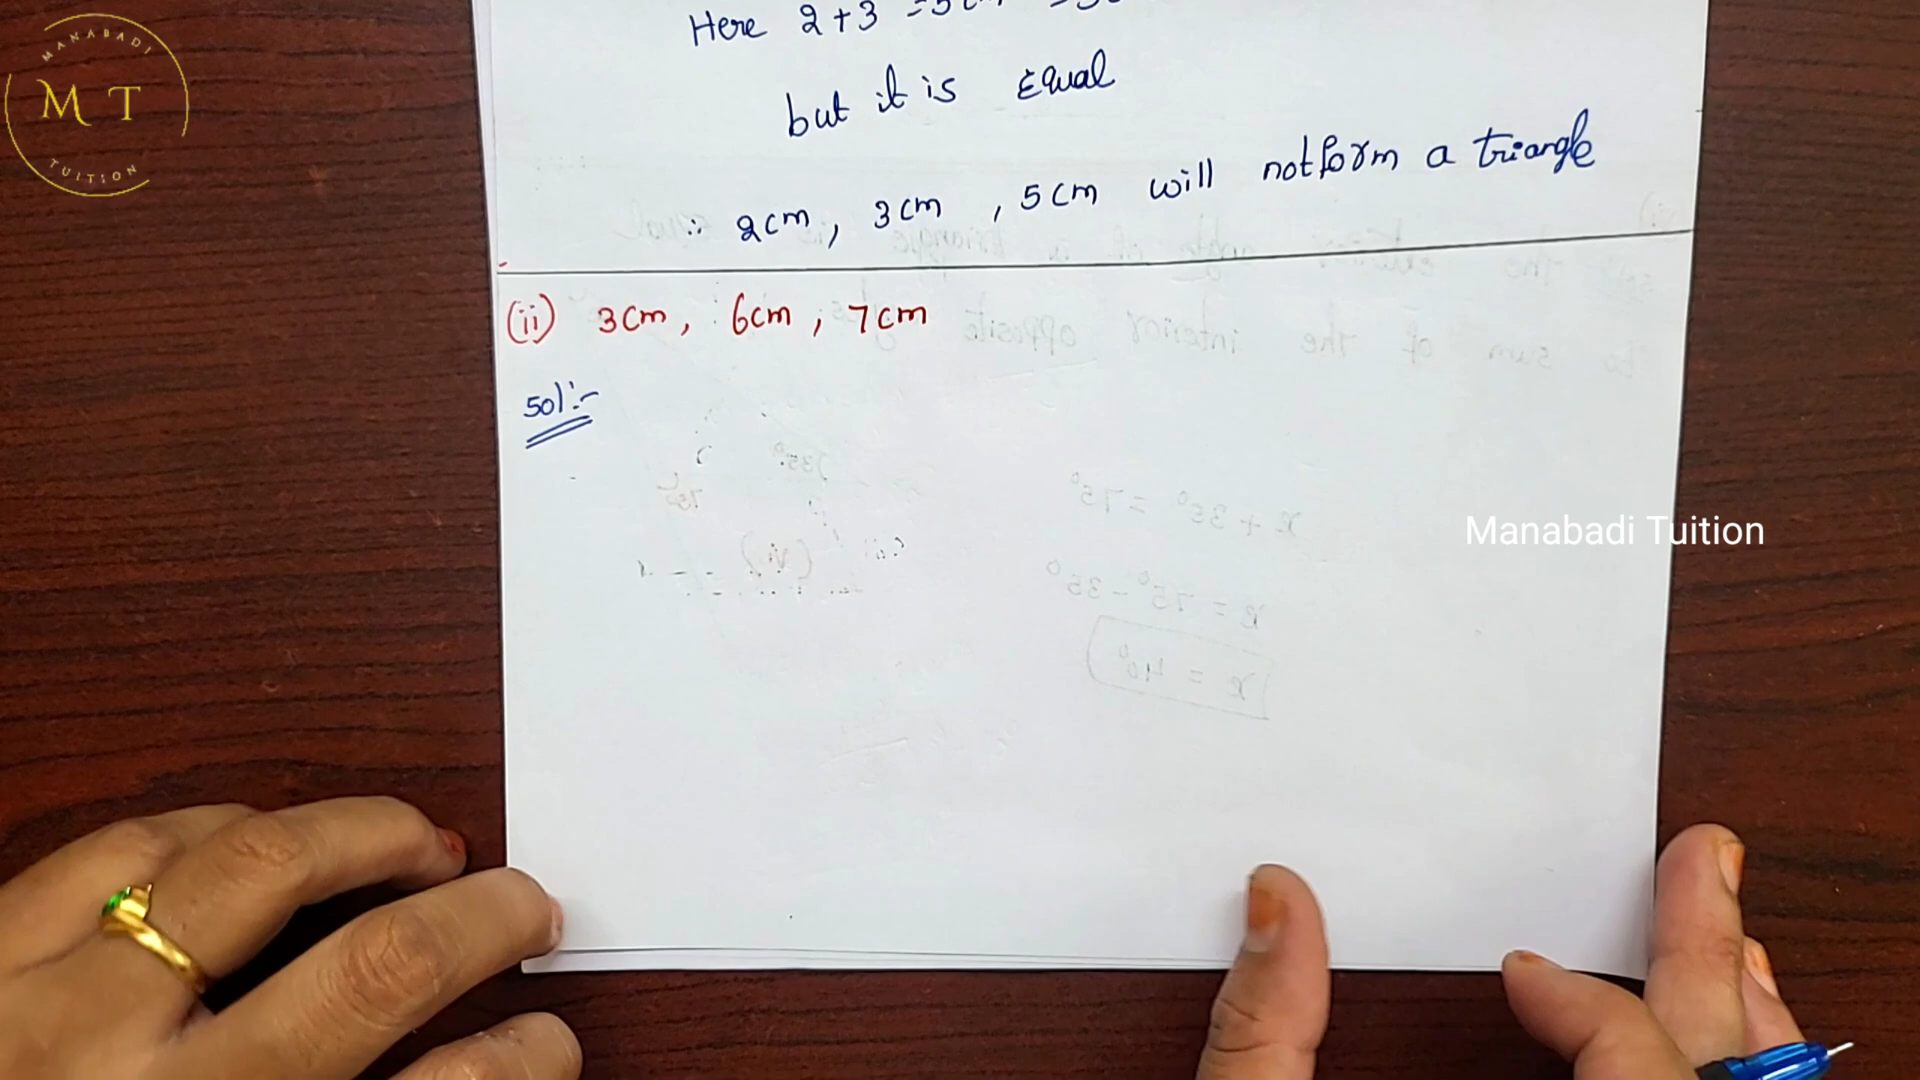 MANABADI
M T
TUITION
Here 2+3 =5cm
but it is Equal
∴ 2cm, 3cm , 5cm will not form a triangle
(ii) 3cm, 6cm, 7cm
Sol:-
Manabadi Tuition